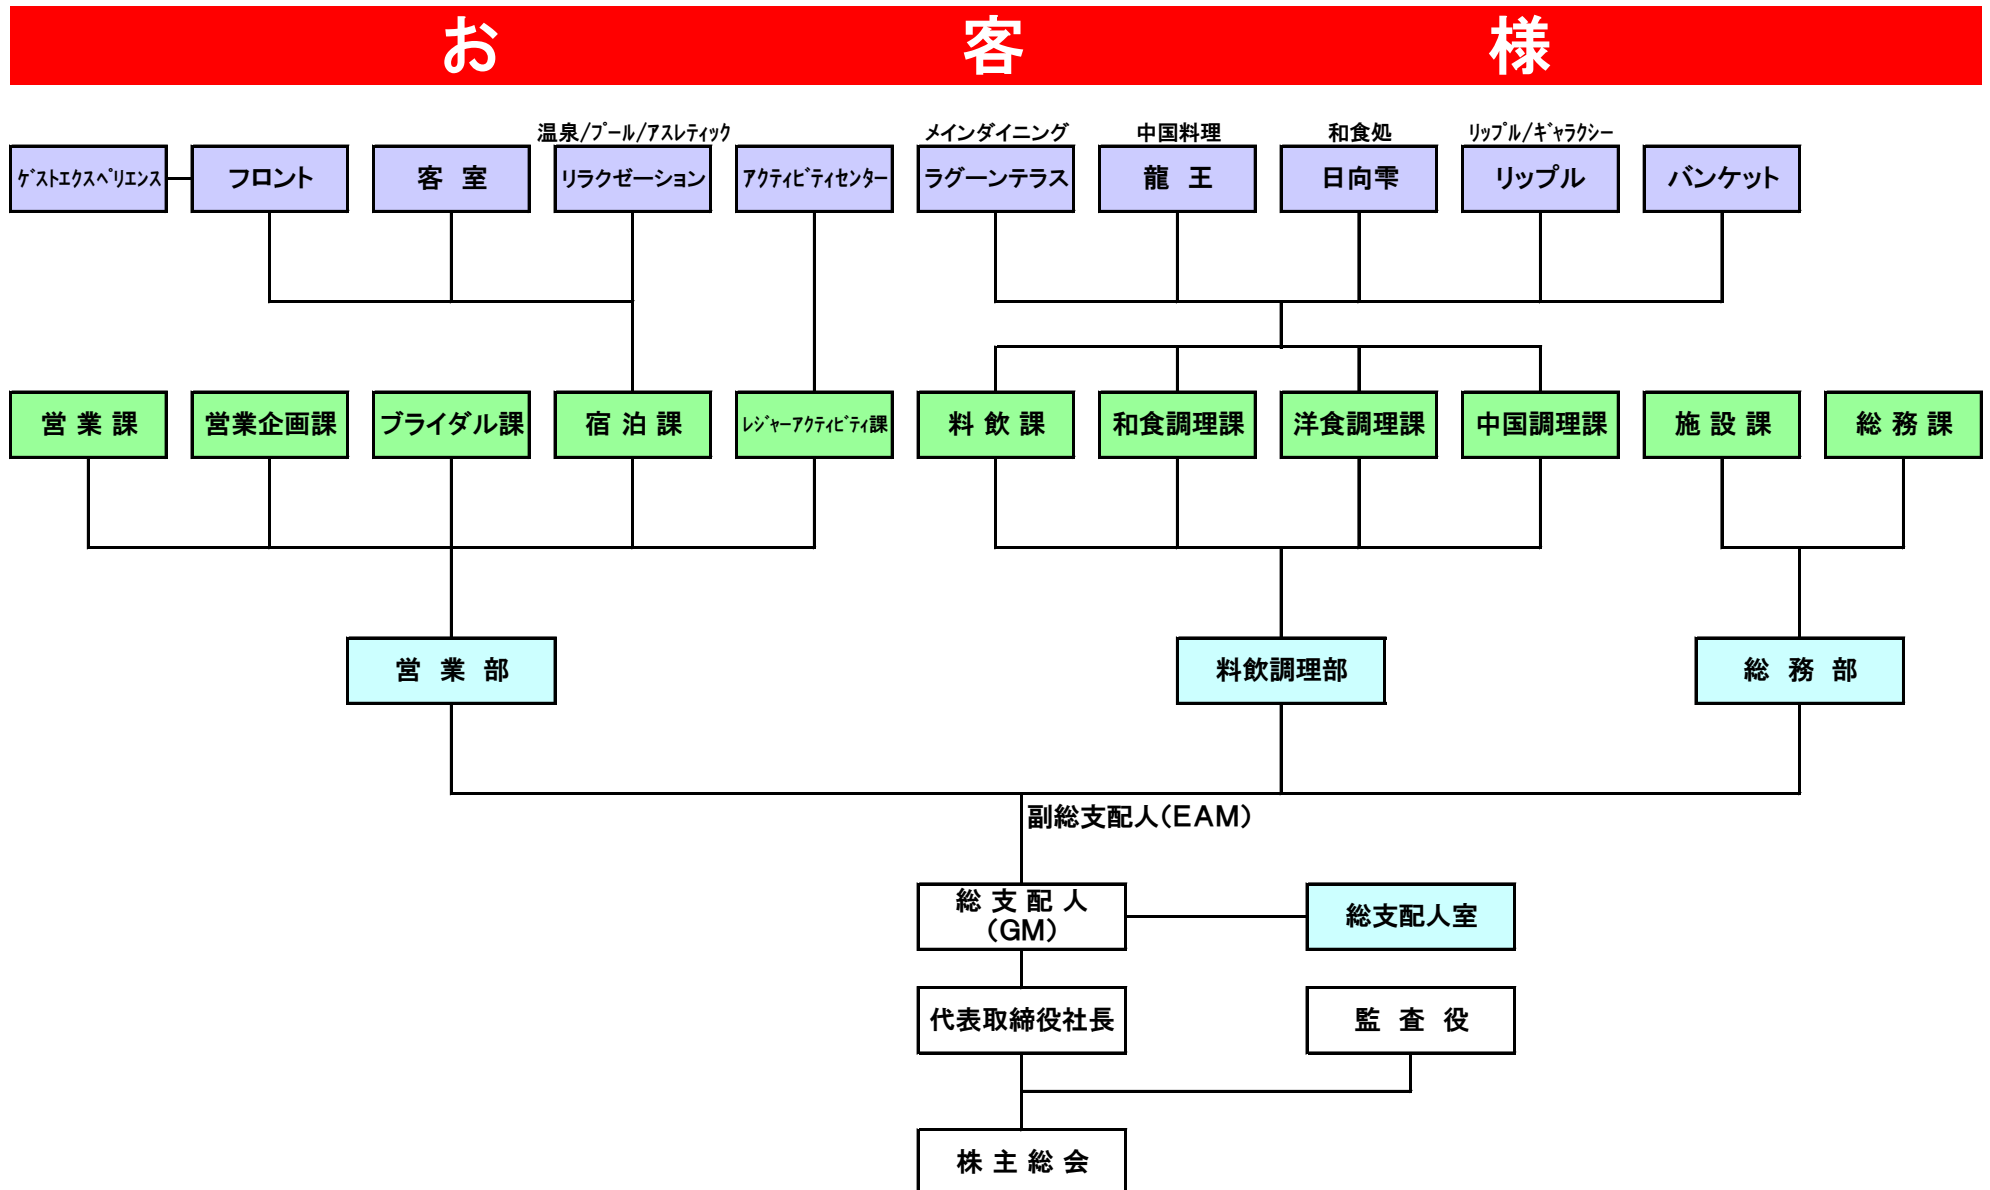 お客様
温泉/ﾌﾟｰﾙ/ｱｽﾚﾃｨｯｸ
メインダイニング
中国料理
和食処
ﾘｯﾌﾟﾙ/ｷﾞｬﾗｸｼｰ
ｹﾞｽﾄｴｸｽﾍﾟﾘｴﾝｽ
フロント
客 室
リラクゼーション
ｱｸﾃｨﾋﾞﾃｨｾﾝﾀｰ
ラグーンテラス
龍 王
日向雫
リップル
バンケット
営 業 課
営業企画課
ブライダル課
宿 泊 課
ﾚｼﾞｬｰｱｸﾃｨﾋﾞﾃｨ課
料 飲 課
和食調理課
洋食調理課
中国調理課
施 設 課
総 務 課
営 業 部
料飲調理部
総 務 部
副総支配人（EAM）
総 支 配 人
（GM）
総支配人室
代表取締役社長
監 査 役
株 主 総 会